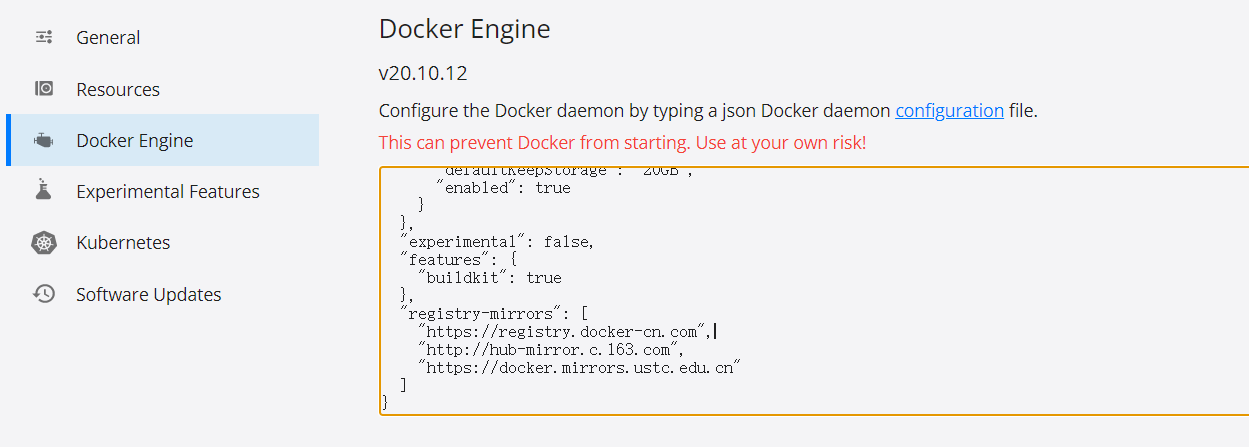 General
Resources
Docker Engine
Experimental Features
Kubernetes
Software Updates
Docker Engine
v20.10.12
Configure the Docker daemon by typing a json Docker daemon configuration file.
This can prevent Docker from starting. Use at your own risk!
"defaultKeepStorage": "20GB",
"enabled": true
}
},
"experimental": false,
"features": {
"buildkit": true
},
"registry-mirrors": [
"https://registry.docker-cn.com",
"http://hub-mirror.c.163.com",
"https://docker.mirrors.ustc.edu.cn"
]
}